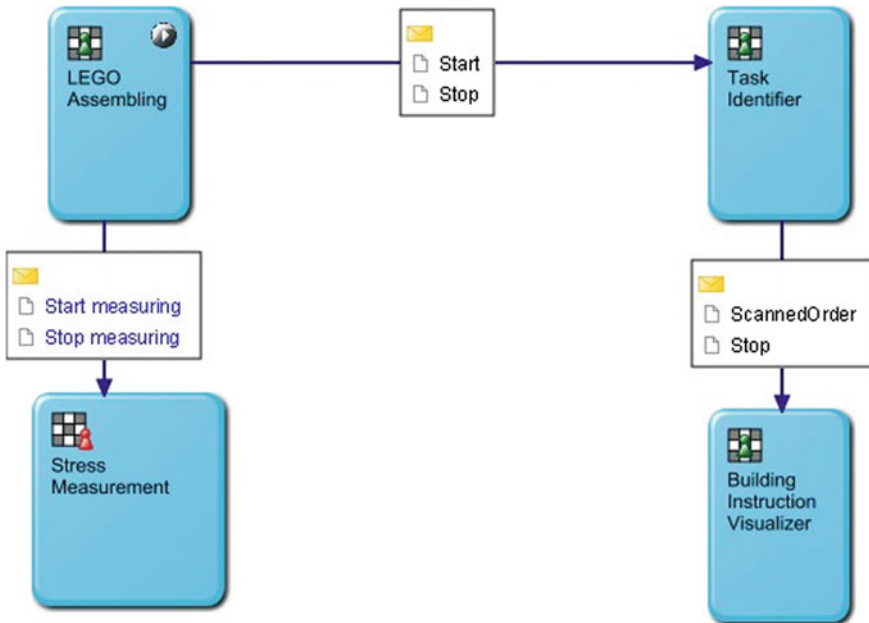 LEGO
Assembling
Start
Stop
Task
Identifier
Start measuring
Stop measuring
ScannedOrder
Stop
Stress
Measurement
Building
Instruction
Visualizer